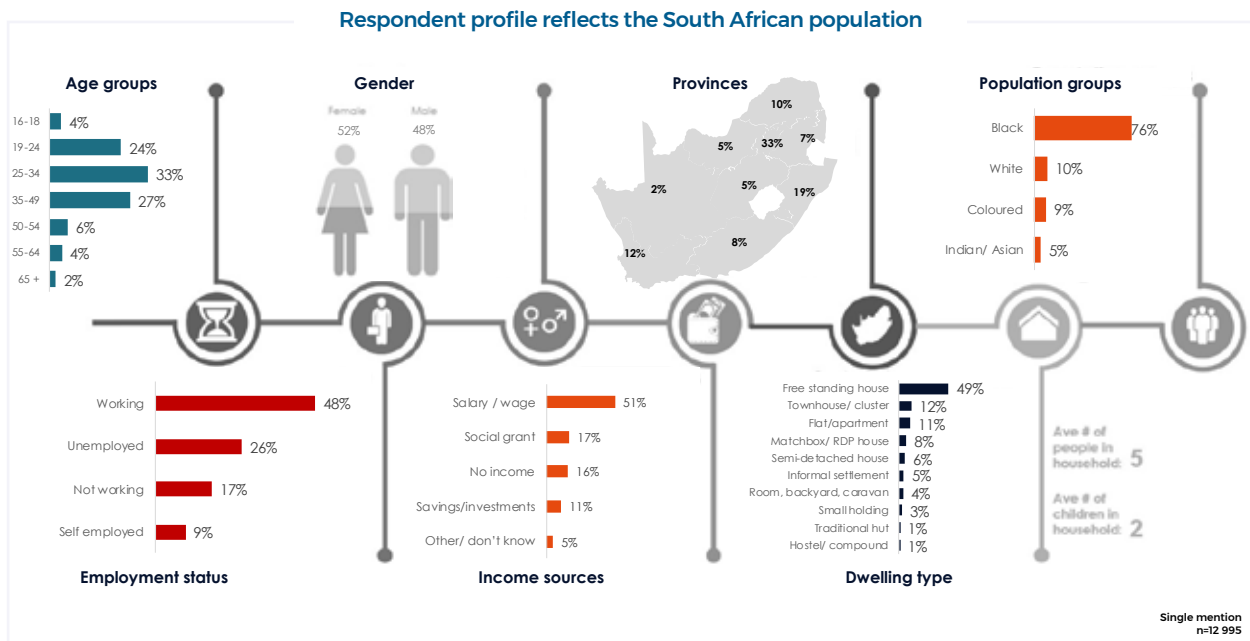 Respondent profile reflects the South African population
Age groups
16-18 4%
19-24 24%
25-34 33%
35-49 27%
50-54 6%
55-64 4%
65 + 2%
Gender
Female
52%
Male
48%
Provinces
10%
5%
33%
7%
2%
5%
19%
8%
12%
Population groups
Black 76%
White 10%
Coloured 9%
Indian/ Asian 5%
Working 48%
Unemployed 26%
Not working 17%
Self employed 9%
Employment status
Salary / wage 51%
Social grant 17%
No income 16%
Savings/investments 11%
Other/ don't know 5%
Income sources
Free standing house 49%
Townhouse/ cluster 12%
Flat/apartment 11%
Matchbox/ RDP house 8%
Semi-detached house 6%
Informal settlement 5%
Room, backyard, caravan 4%
Small holding 3%
Traditional hut 1%
Hostel/ compound 1%
Dwelling type
Ave # of
people in
household: 5
Ave # of
children in
household: 2
Single mention
n=12 995